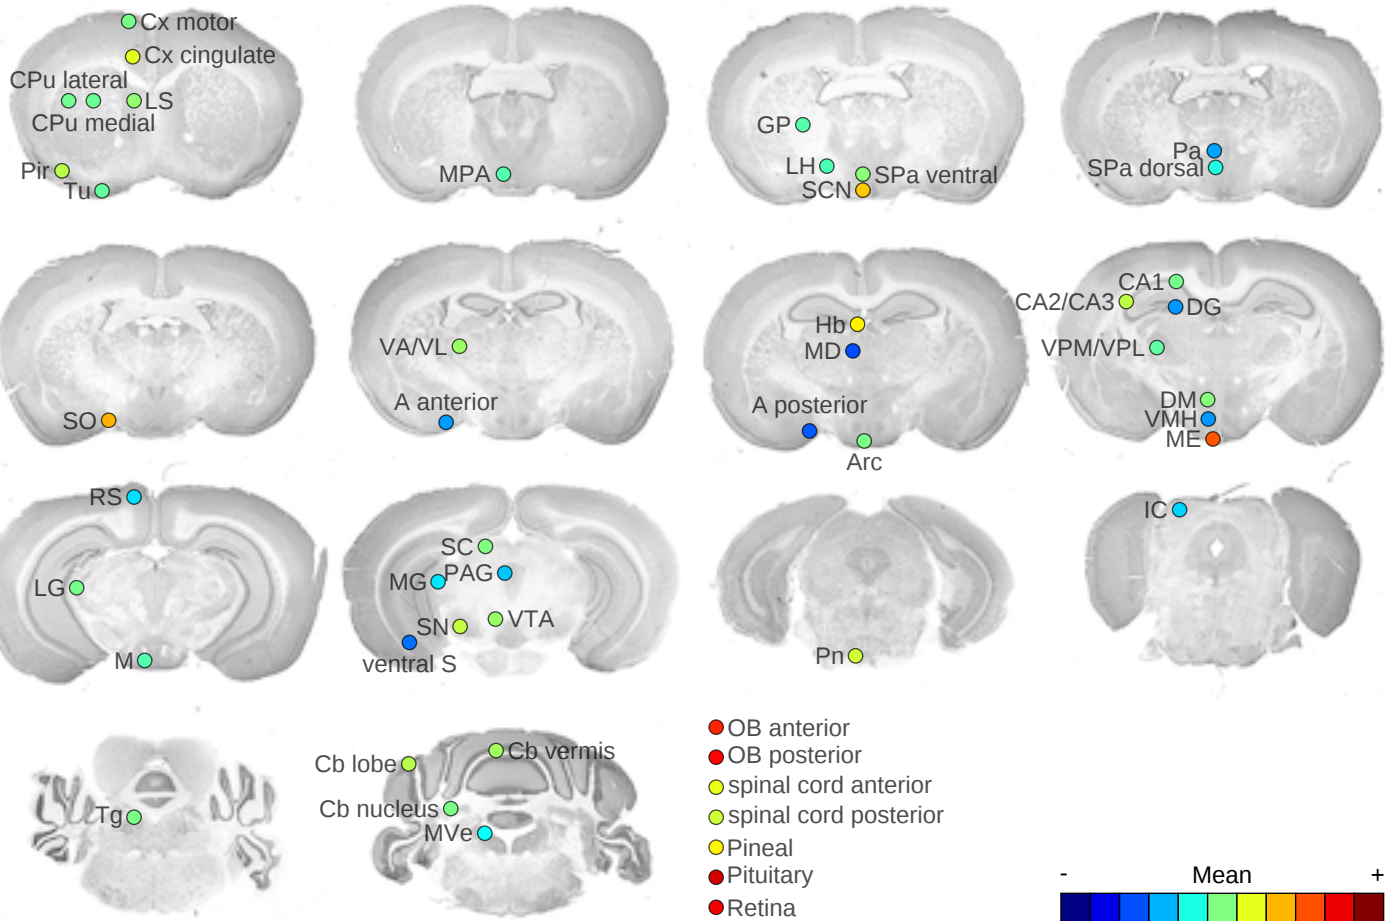 Cx motor
Cx cingulate
CPu lateral
LS
CPu medial
Pir
Tu
MPA
GP
LH
SPa ventral
SCN
Pa
SPa dorsal
SO
VA/VL
A anterior
Hb
MD
A posterior
Arc
CA1
CA2/CA3
DG
VPM/VPL
DM
VMH
ME
RS
LG
M
SC
MG
PAG
SN
VTA
ventral S
Pn
IC
Tg
Cb lobe
Cb vermis
Cb nucleus
MVe
OB anterior
OB posterior
spinal cord anterior
spinal cord posterior
Pineal
Pituitary
Retina
- Mean +